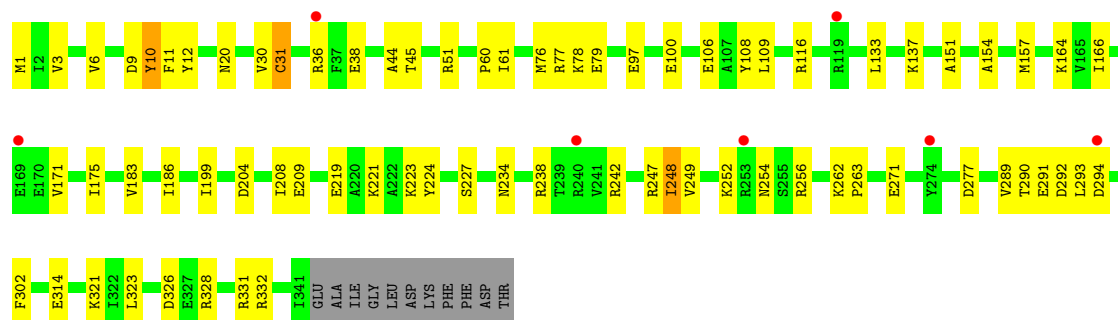 M1 I2 V3 V6 D9 Y10 F11 Y12 N20 V30 C31 R36 F37 E38 A44 T45 R51 P60 I61 M76 R77 K78 E79 E97 E100 E106 A107 Y108 L109 R116 R119 L133 K137 A151 A154 M157 K164 V165 I166
E169 E170 V171 I175 V183 I186 I199 D204 I208 E209 E219 A220 K221 A222 K223 Y224 S227 N234 R238 T239 R240 V241 R242 R247 I248 V249 K252 R253 N254 S255 R256 K262 P263 E271 Y274 D277 V289 T290 E291 D292 L293 D294
F302 E314 K321 I322 L323 D326 E327 R328 R331 R332 I341 GLU ALA ILE GLY LEU ASP LYS PHE PHE ASP THR